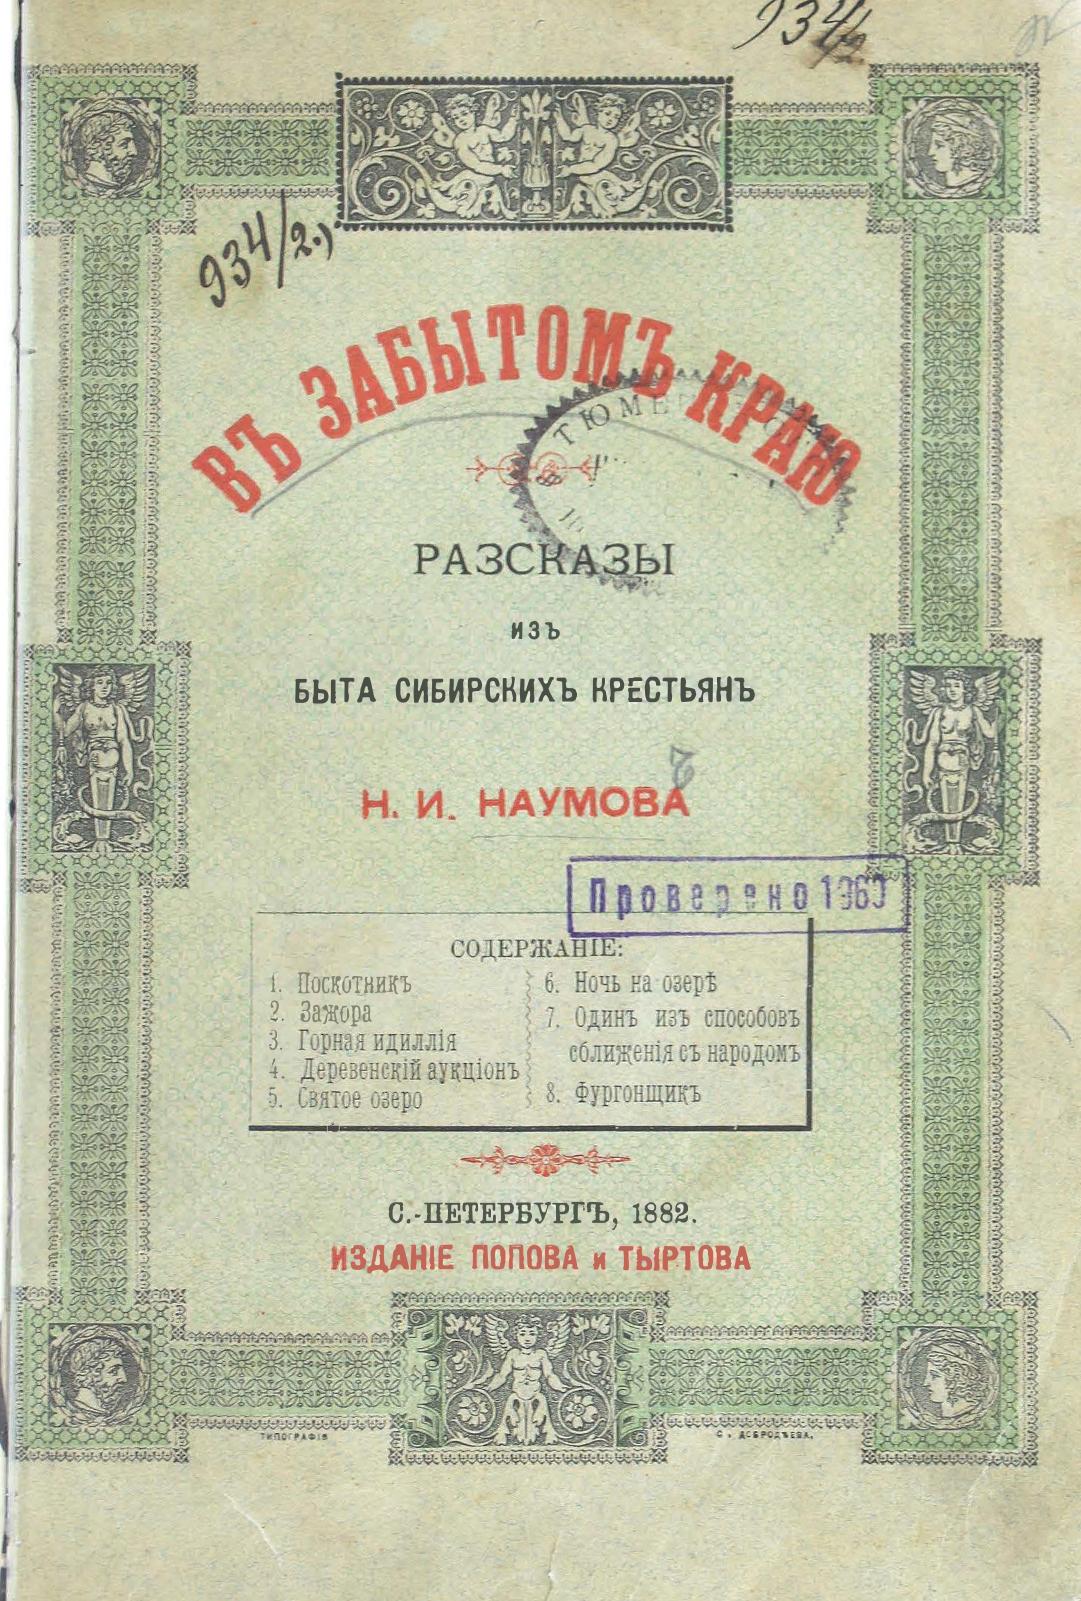 934/2
934/2.)
ВЪ ЗАБЫТОМЪ КРАЮ
ТЮМЕ
РАЗСКАЗЫ
ИЗЪ
БЫТА СИБИРСКИХЪ КРЕСТЬЯНЪ
Н. И. НАУМОВА
Проверено 1960
СОДЕРЖАНІЕ:
1. Поскотникъ
2. Зажора
3. Горная идиллія
4. Деревенскій аукціонъ
5. Святое озеро
6. Ночь на озерѣ
7. Одинъ изъ способовъ
сближенія съ народомъ
8. Фургонщикъ
С.-ПЕТЕРБУРГЪ, 1882.
ИЗДАНІЕ ПОПОВА и ТЫРТОВА
ТИПОГРАФІЯ
С. ДОБРОДѢЕВА.